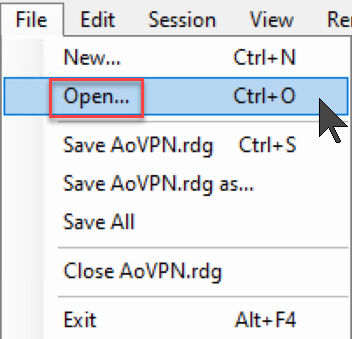 File Edit Session View Re
New... Ctrl+N
Open... Ctrl+O
Save AoVPN.rdg Ctrl+S
Save AoVPN.rdg as...
Save All
Close AoVPN.rdg
Exit Alt+F4